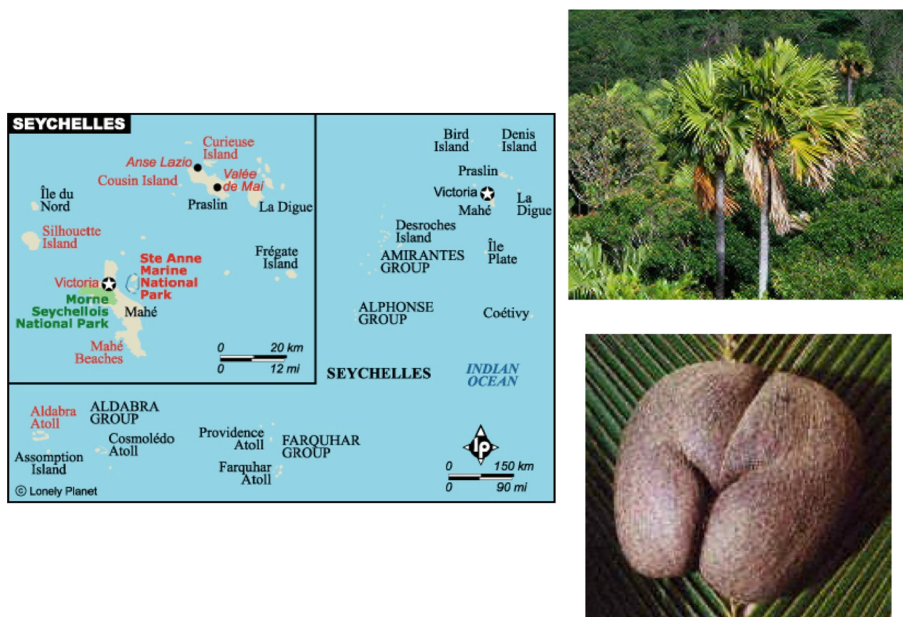 SEYCHELLES
Curieuse
Island
Anse Lazio
Cousin Island
Valée
de Mai
Praslin
La Digue
Île du
Nord
Silhouette
Island
Frégate
Island
Ste Anne
Marine
National
Park
Victoria
Morne
Seychellois
National Park
Mahé
Mahé
Beaches
0 20 km
0 12 mi
Bird
Island
Denis
Island
Praslin
Victoria
Mahé
La
Digue
Desroches
Island
AMIRANTES
GROUP
Île
Plate
ALPHONSE
GROUP
Coétivy
SEYCHELLES
INDIAN
OCEAN
Aldabra
Atoll
ALDABRA
GROUP
Cosmolédo
Atoll
Assomption
Island
Providence
Atoll
FARQUHAR
GROUP
Farquhar
Atoll
lp
0 150 km
0 90 mi
© Lonely Planet